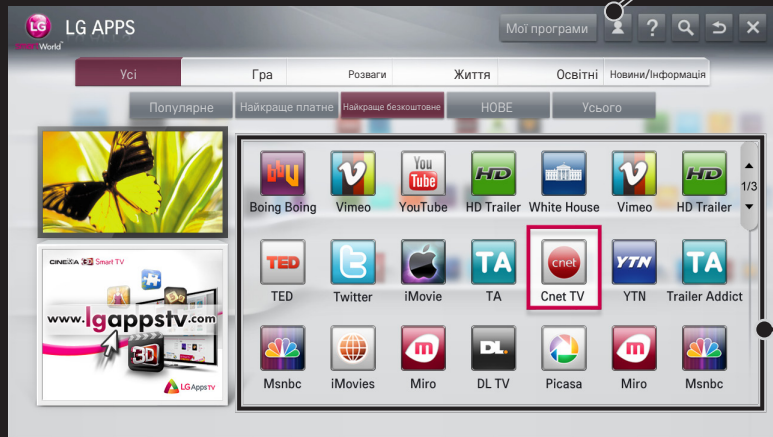 LG LG APPS
smart World
Мої програми ?
Усі Гра Розваги Життя Освітні Новини/Інформація
Популярне Найкраще платне Найкраще безкоштовне НОВЕ Усього
bbU V You Tube HD V HD
1/3
Boing Boing Vimeo YouTube HD Trailer White House Vimeo HD Trailer
CINEMA 3D Smart TV
TED TA cnet YTN TA
TED Twitter iMovie TA Cnet TV YTN Trailer Addict
www.lgappstv.com
3D
m DL. m
LG Apps TV
Msnbc iMovies Miro DL TV Picasa Miro Msnbc